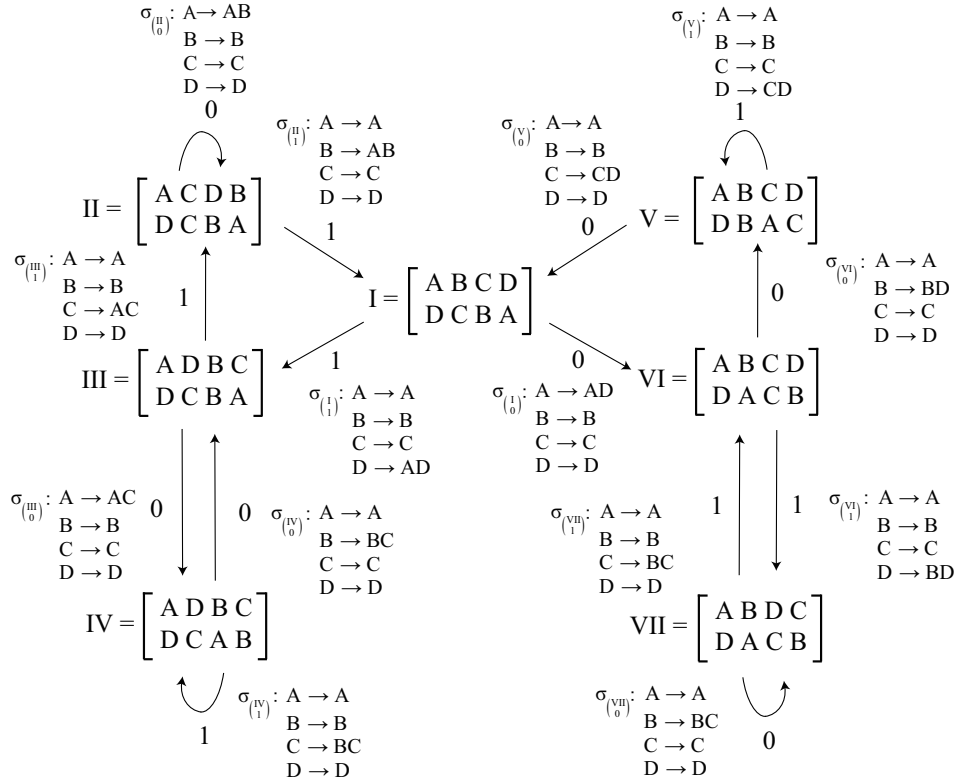 σ(II 0): A → AB
B → B
C → C
D → D
0
σ(II 1): A → A
B → AB
C → C
D → D
1
II = [ A C D B
D C B A ]
σ(V 1): A → A
B → B
C → C
D → CD
1
σ(V 0): A → A
B → B
C → CD
D → D
0
V = [ A B C D
D B A C ]
σ(III 1): A → A
B → B
C → AC
D → D
1
I = [ A B C D
D C B A ]
σ(VI 0): A → A
B → BD
C → C
D → D
0
III = [ A D B C
D C B A ]
1
σ(I 1): A → A
B → B
C → C
D → AD
0
σ(I 0): A → AD
B → B
C → C
D → D
VI = [ A B C D
D A C B ]
σ(III 0): A → AC
B → B
C → C
D → D
0
0
σ(IV 0): A → A
B → BC
C → C
D → D
σ(VII 1): A → A
B → B
C → BC
D → D
1
1
σ(VI 1): A → A
B → B
C → C
D → BD
IV = [ A D B C
D C A B ]
1
σ(IV 1): A → A
B → B
C → BC
D → D
VII = [ A B D C
D A C B ]
σ(VII 0): A → A
B → BC
C → C
D → D
0